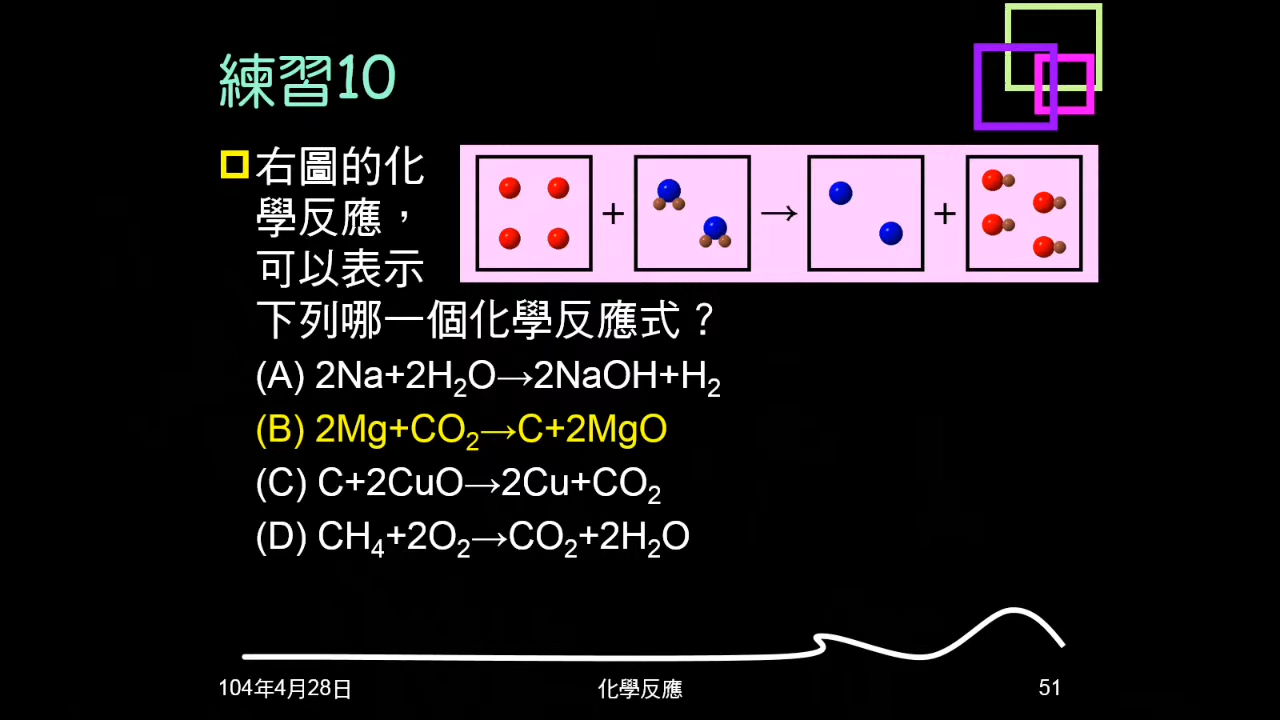 練習10
右圖的化
學反應，
+ → +
可以表示
下列哪一個化學反應式？
(A) 2Na+2H₂O→2NaOH+H₂
(B) 2Mg+CO₂→C+2MgO
(C) C+2CuO→2Cu+CO₂
(D) CH₄+2O₂→CO₂+2H₂O
104年4月28日 化學反應 51